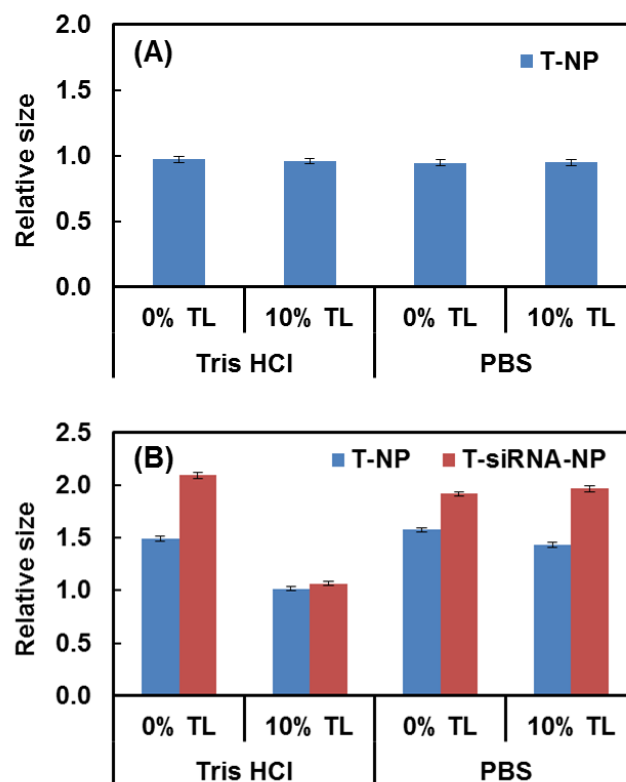 2.0
(A)
T-NP
1.5
1.0
0.5
0.0
Relative size
0% TL 10% TL 0% TL 10% TL
Tris HCl PBS
2.5
(B)
T-NP T-siRNA-NP
2.0
1.5
1.0
0.5
0.0
Relative size
0% TL 10% TL 0% TL 10% TL
Tris HCl PBS